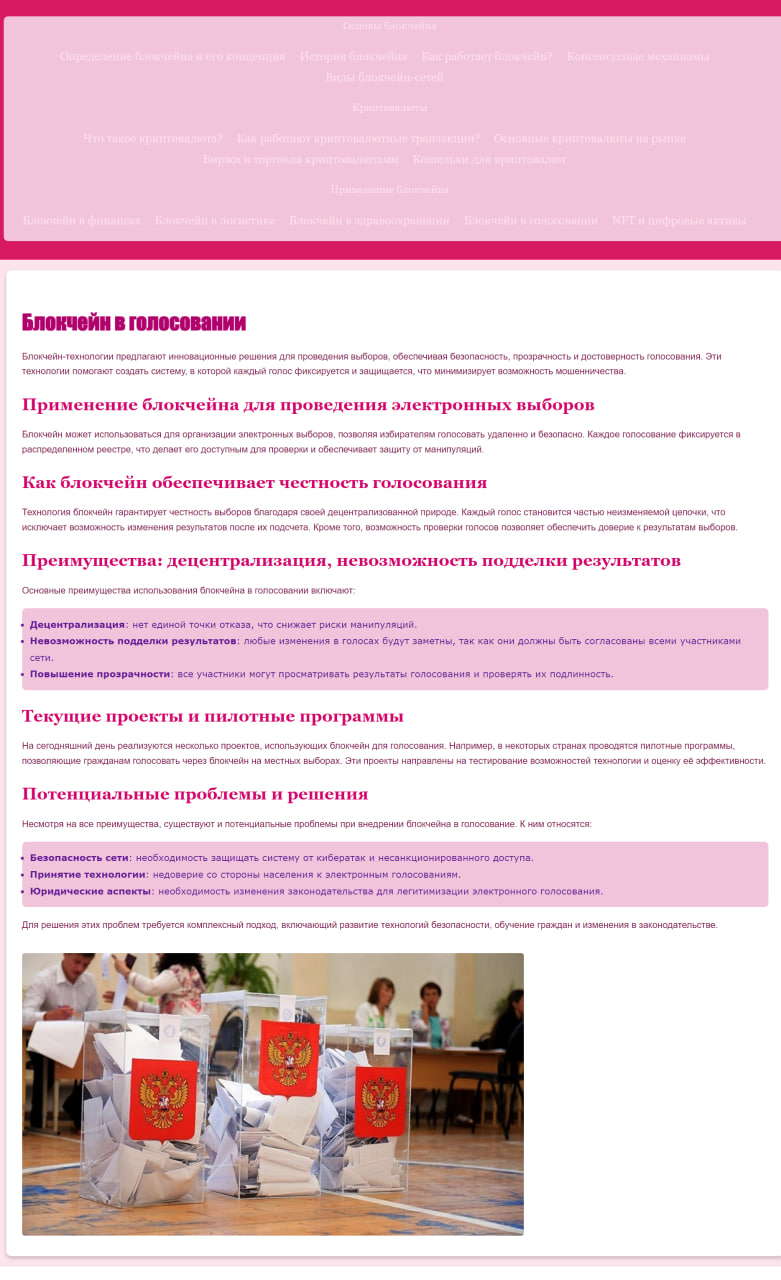 Основы блокчейна
Определение блокчейна и его концепция История блокчейна Как работает блокчейн? Консенсусные механизмы
Виды блокчейн-сетей
Криптовалюты
Что такое криптовалюта? Как работают криптовалютные транзакции? Основные криптовалюты на рынке
Биржи и торговля криптовалютами Кошельки для криптовалют
Применение блокчейна
Блокчейн в финансах Блокчейн в логистике Блокчейн в здравоохранении Блокчейн в голосовании NFT и цифровые активы
Блокчейн в голосовании
Блокчейн-технологии предлагают инновационные решения для проведения выборов, обеспечивая безопасность, прозрачность и достоверность голосования. Эти
технологии помогают создать систему, в которой каждый голос фиксируется и защищается, что минимизирует возможность мошенничества.
Применение блокчейна для проведения электронных выборов
Блокчейн может использоваться для организации электронных выборов, позволяя избирателям голосовать удаленно и безопасно. Каждое голосование фиксируется в
распределенном реестре, что делает его доступным для проверки и обеспечивает защиту от манипуляций.
Как блокчейн обеспечивает честность голосования
Технология блокчейн гарантирует честность выборов благодаря своей децентрализованной природе. Каждый голос становится частью неизменяемой цепочки, что
исключает возможность изменения результатов после их подсчета. Кроме того, возможность проверки голосов позволяет обеспечить доверие к результатам выборов.
Преимущества: децентрализация, невозможность подделки результатов
Основные преимущества использования блокчейна в голосовании включают:
• Децентрализация: нет единой точки отказа, что снижает риски манипуляций.
• Невозможность подделки результатов: любые изменения в голосах будут заметны, так как они должны быть согласованы всеми участниками
сети.
• Повышение прозрачности: все участники могут просматривать результаты голосования и проверять их подлинность.
Текущие проекты и пилотные программы
На сегодняшний день реализуются несколько проектов, использующих блокчейн для голосования. Например, в некоторых странах проводятся пилотные программы,
позволяющие гражданам голосовать через блокчейн на местных выборах. Эти проекты направлены на тестирование возможностей технологии и оценку её эффективности.
Потенциальные проблемы и решения
Несмотря на все преимущества, существуют и потенциальные проблемы при внедрении блокчейна в голосование. К ним относятся:
• Безопасность сети: необходимость защищать систему от кибератак и несанкционированного доступа.
• Принятие технологии: недоверие со стороны населения к электронным голосованиям.
• Юридические аспекты: необходимость изменения законодательства для легитимизации электронного голосования.
Для решения этих проблем требуется комплексный подход, включающий развитие технологий безопасности, обучение граждан и изменения в законодательстве.